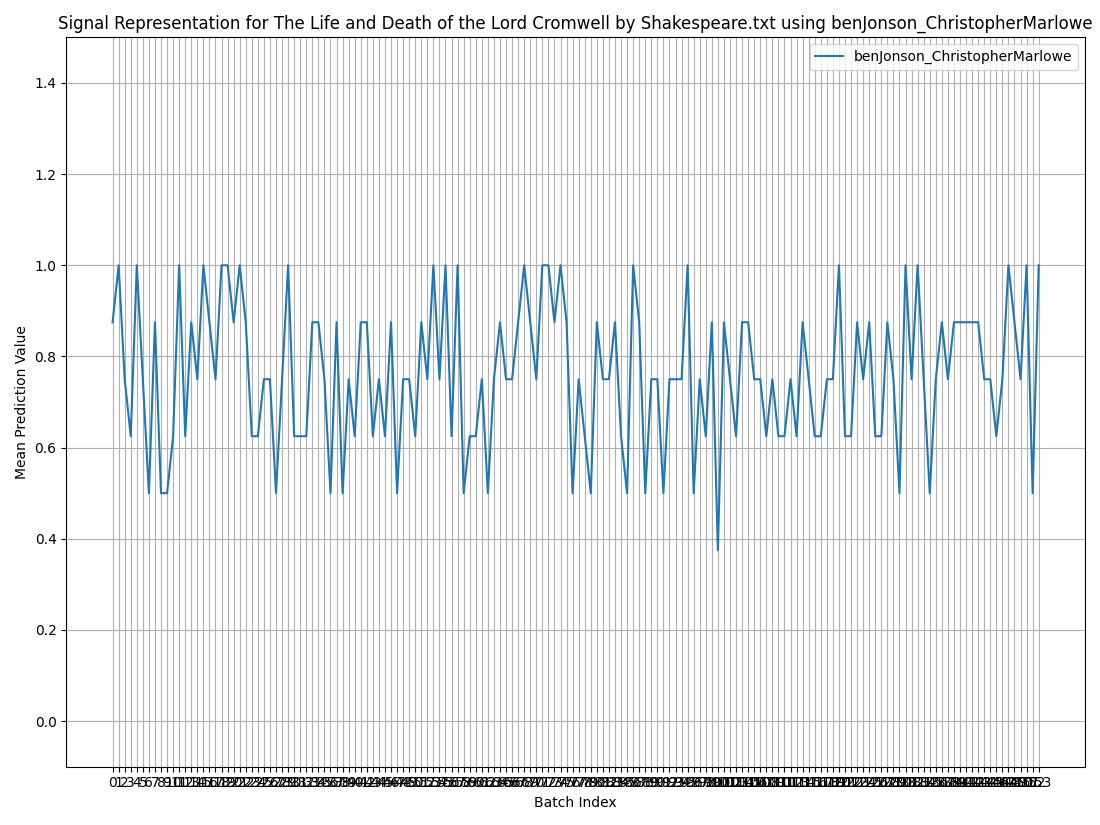 Signal Representation for The Life and Death of the Lord Cromwell by Shakespeare.txt using benJonson_ChristopherMarlowe
benJonson_ChristopherMarlowe
1.4
1.2
1.0
0.8
0.6
0.4
0.2
0.0
Mean Prediction Value
Batch Index